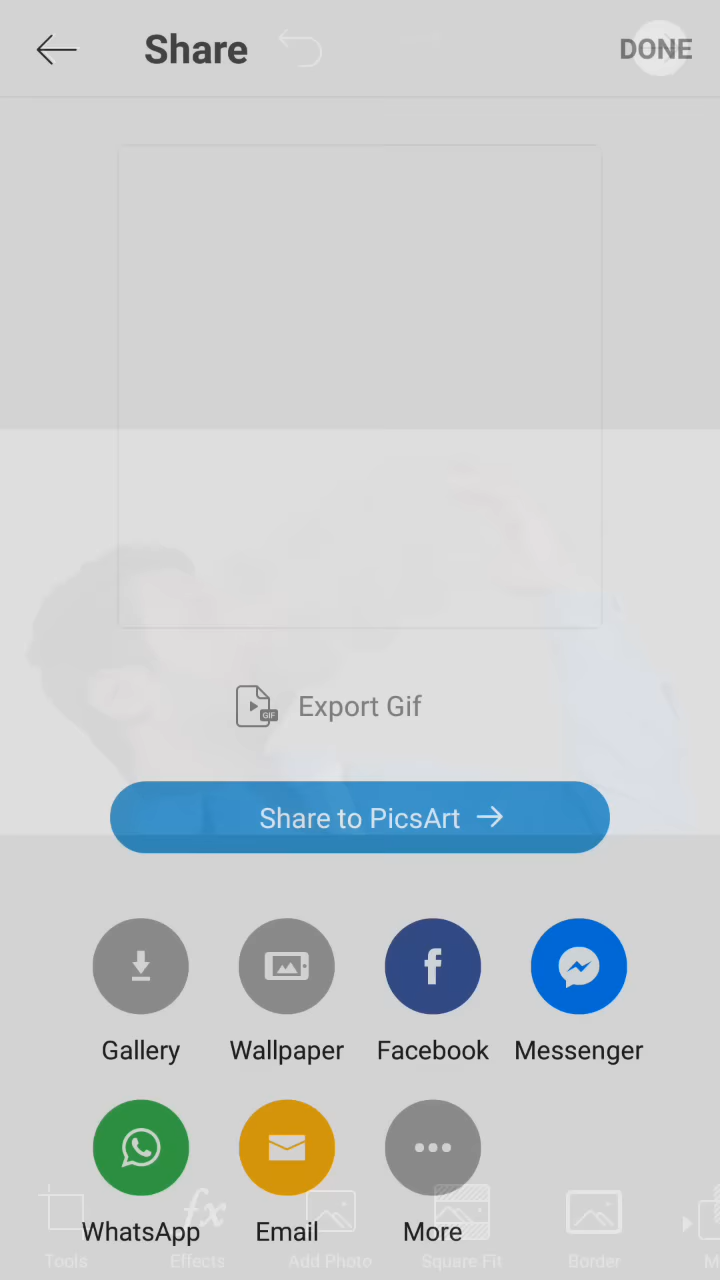 Share
DONE
GIF
Export Gif
Share to PicsArt
Gallery
Wallpaper
Facebook
Messenger
WhatsApp
Email
More
Tools
Effects
Add Photo
Square Fit
Border